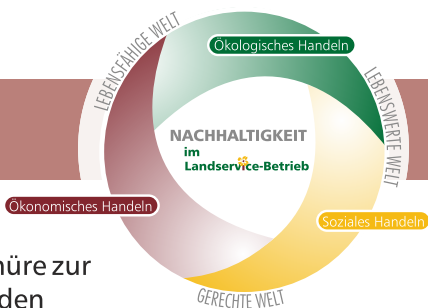 LEBENSFÄHIGE WELT
Ökologisches Handeln
LEBENSWERTE WELT
NACHHALTIGKEIT
im
Landservice-Betrieb
Ökonomisches Handeln
Soziales Handeln
GERECHTE WELT
hüre zur
den